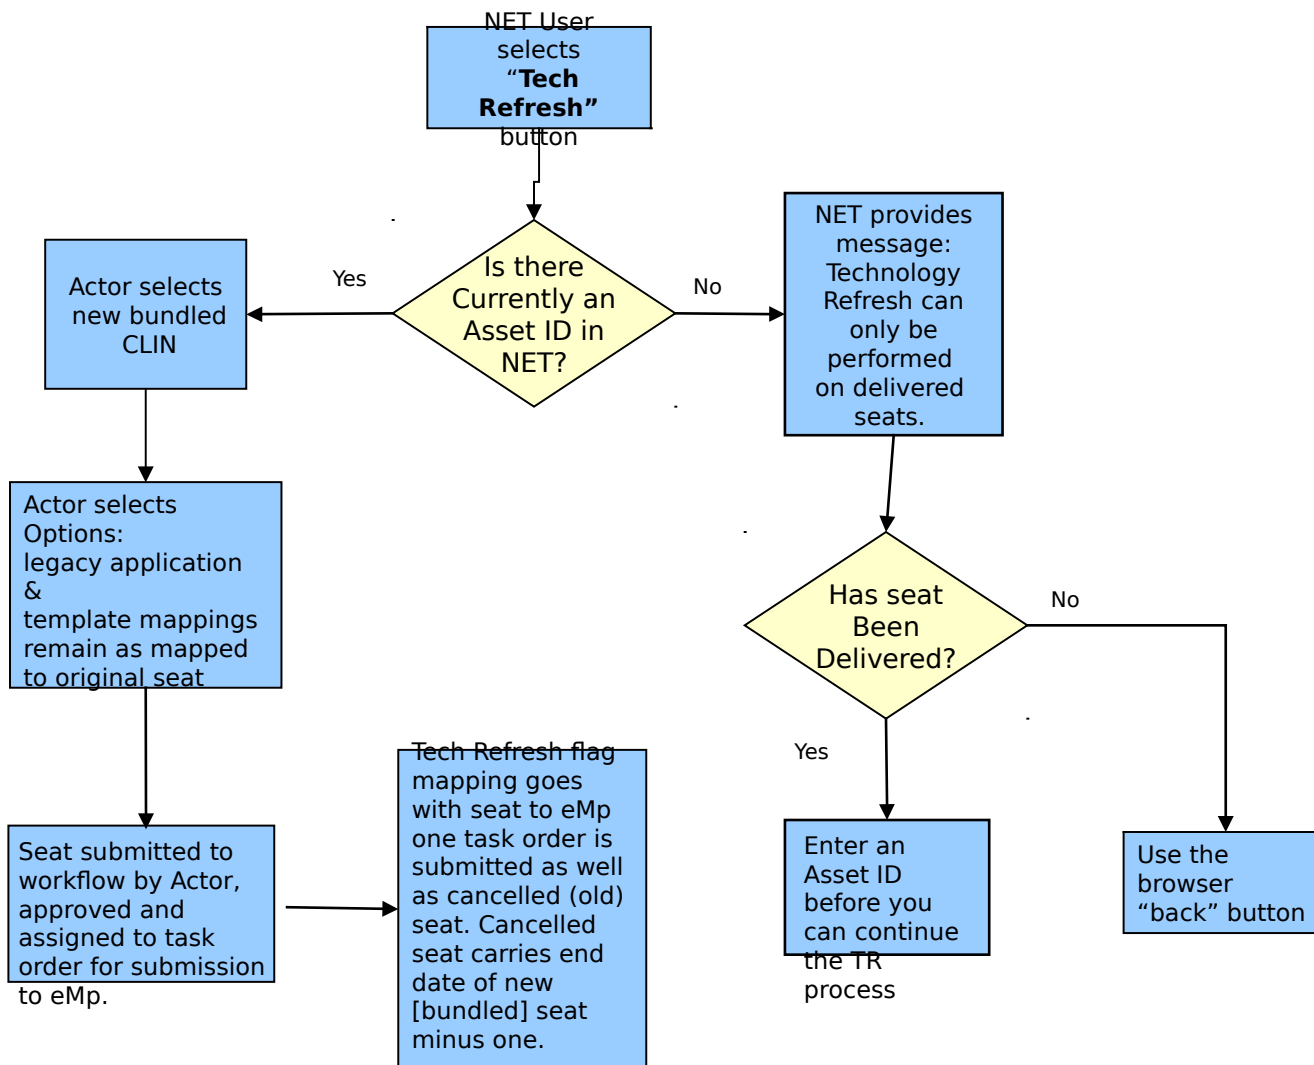 NET User
selects
“Tech
Refresh”
button
Is there
Currently an
Asset ID in
NET?
Yes
No
Actor selects
new bundled
CLIN
NET provides
message:
Technology
Refresh can
only be
performed
on delivered
seats.
Actor selects
Options:
legacy application
&
template mappings
remain as mapped
to original seat
Has seat
Been
Delivered?
No
Yes
Seat submitted to
workflow by Actor,
approved and
assigned to task
order for submission
to eMp.
Tech Refresh flag
mapping goes
with seat to eMp
one task order is
submitted as well
as cancelled (old)
seat. Cancelled
seat carries end
date of new
[bundled] seat
minus one.
Enter an
Asset ID
before you
can continue
the TR
process
Use the
browser
“back” button